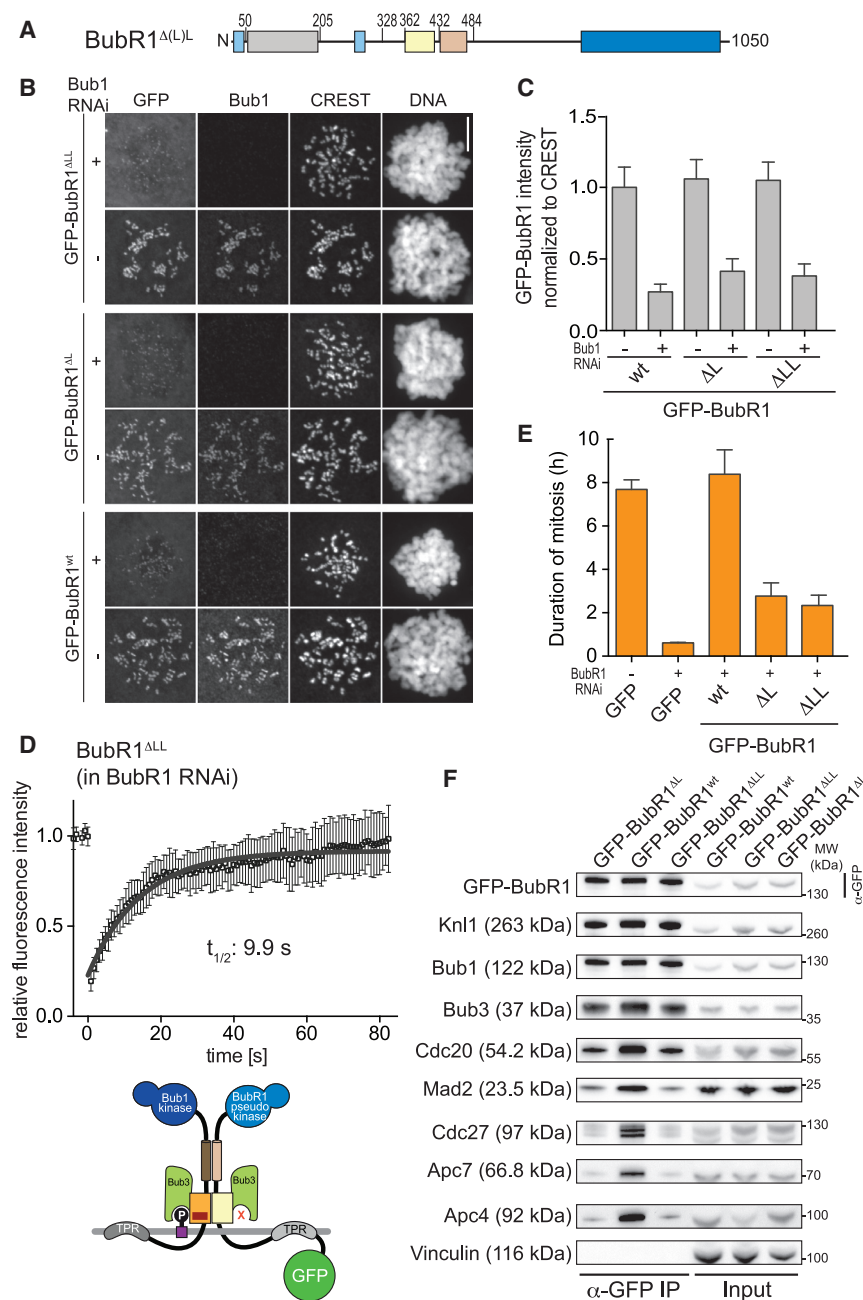 A
BubR1Δ(L)L
N
50
205
328
362
432
484
1050
B
Bub1 RNAi
GFP
Bub1
CREST
DNA
GFP-BubR1ΔLL
+
-
GFP-BubR1ΔL
+
-
GFP-BubR1wt
+
-
C
GFP-BubR1 intensity
normalized to CREST
1.5
1.0
0.5
0.0
Bub1 RNAi
- + - + - +
wt ΔL ΔLL
GFP-BubR1
D
BubR1ΔLL
(in BubR1 RNAi)
relative fluorescence intensity
1.0
0.5
0.0
t1/2: 9.9 s
0 20 40 60 80
time [s]
Bub1 kinase
BubR1 pseudo kinase
Bub3
Bub3
P
X
TPR
TPR
GFP
E
Duration of mitosis (h)
10
8
6
4
2
0
BubR1 RNAi
- + + + +
GFP GFP wt ΔL ΔLL
GFP-BubR1
F
GFP-BubR1ΔL
GFP-BubR1wt
GFP-BubR1ΔLL
GFP-BubR1wt
GFP-BubR1ΔLL
MW (kDa)
GFP-BubR1
130
α-GFP
Knl1 (263 kDa)
260
Bub1 (122 kDa)
130
Bub3 (37 kDa)
35
Cdc20 (54.2 kDa)
55
Mad2 (23.5 kDa)
25
Cdc27 (97 kDa)
130
Apc7 (66.8 kDa)
70
Apc4 (92 kDa)
100
Vinculin (116 kDa)
100
α-GFP IP
Input